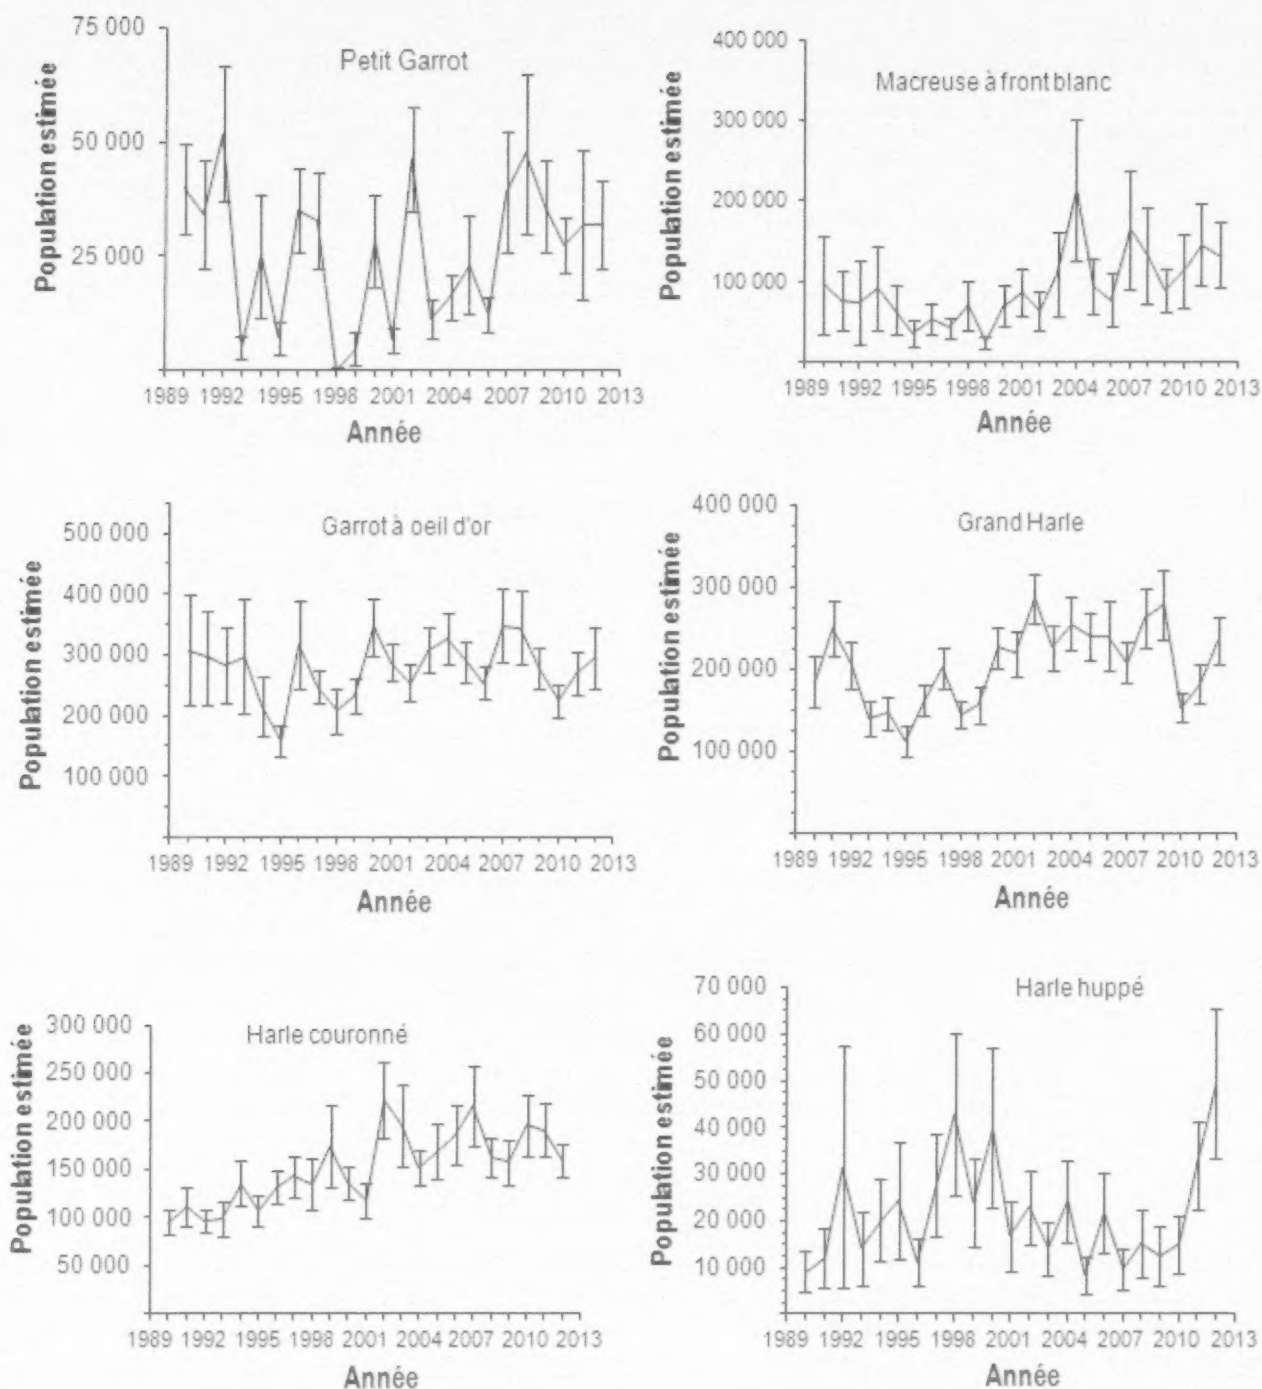 Petit Garrot
Population estimée
75 000
50 000
25 000
1989 1992 1995 1998 2001 2004 2007 2010 2013
Année
Macreuse à front blanc
Population estimée
400 000
300 000
200 000
100 000
1989 1992 1995 1998 2001 2004 2007 2010 2013
Année
Garrot à oeil d'or
Population estimée
500 000
400 000
300 000
200 000
100 000
1989 1992 1995 1998 2001 2004 2007 2010 2013
Année
Grand Harle
Population estimée
400 000
300 000
200 000
100 000
1989 1992 1995 1998 2001 2004 2007 2010 2013
Année
Harle couronné
Population estimée
300 000
250 000
200 000
150 000
100 000
50 000
1989 1992 1995 1998 2001 2004 2007 2010 2013
Année
Harle huppé
Population estimée
70 000
60 000
50 000
40 000
30 000
20 000
10 000
1989 1992 1995 1998 2001 2004 2007 2010 2013
Année